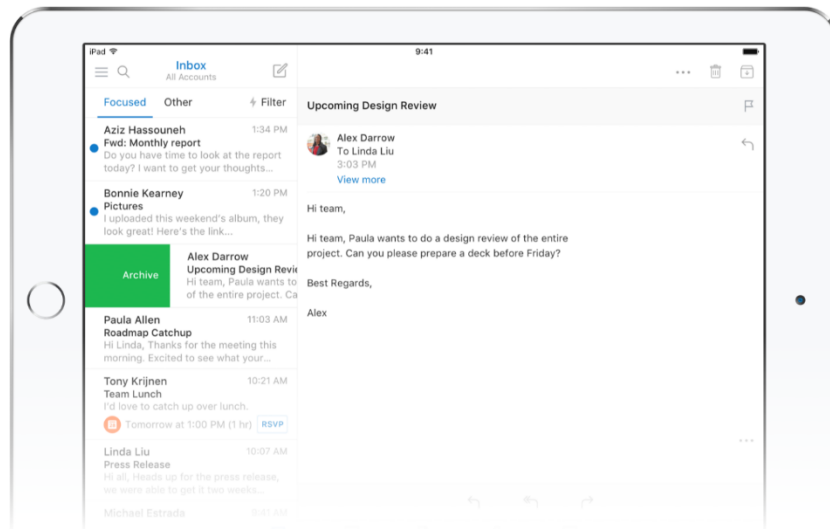 iPad
9:41
Inbox
All Accounts
Focused
Other
Filter
Aziz Hassouneh
1:34 PM
Fwd: Monthly report
Do you have time to look at the report
today? I want to get your thoughts...
Bonnie Kearney
1:20 PM
Pictures
I uploaded this weekend's album, they
look great! Here's the link...
Archive
Alex Darrow
Upcoming Design Revie
Hi team, Paula wants to
of the entire project. Ca
Paula Allen
11:03 AM
Roadmap Catchup
Hi Linda, Thanks for the meeting this
morning. Excited to see what your...
Tony Krijnen
10:21 AM
Team Lunch
I'd love to catch up over lunch.
Tomorrow at 1:00 PM (1 hr)
RSVP
Linda Liu
10:07 AM
Press Release
Hi all, Heads up for the press release,
we were able to get it two weeks...
Michael Estrada
Upcoming Design Review
Alex Darrow
To Linda Liu
3:03 PM
View more
Hi team,
Hi team, Paula wants to do a design review of the entire
project. Can you please prepare a deck before Friday?
Best Regards,
Alex